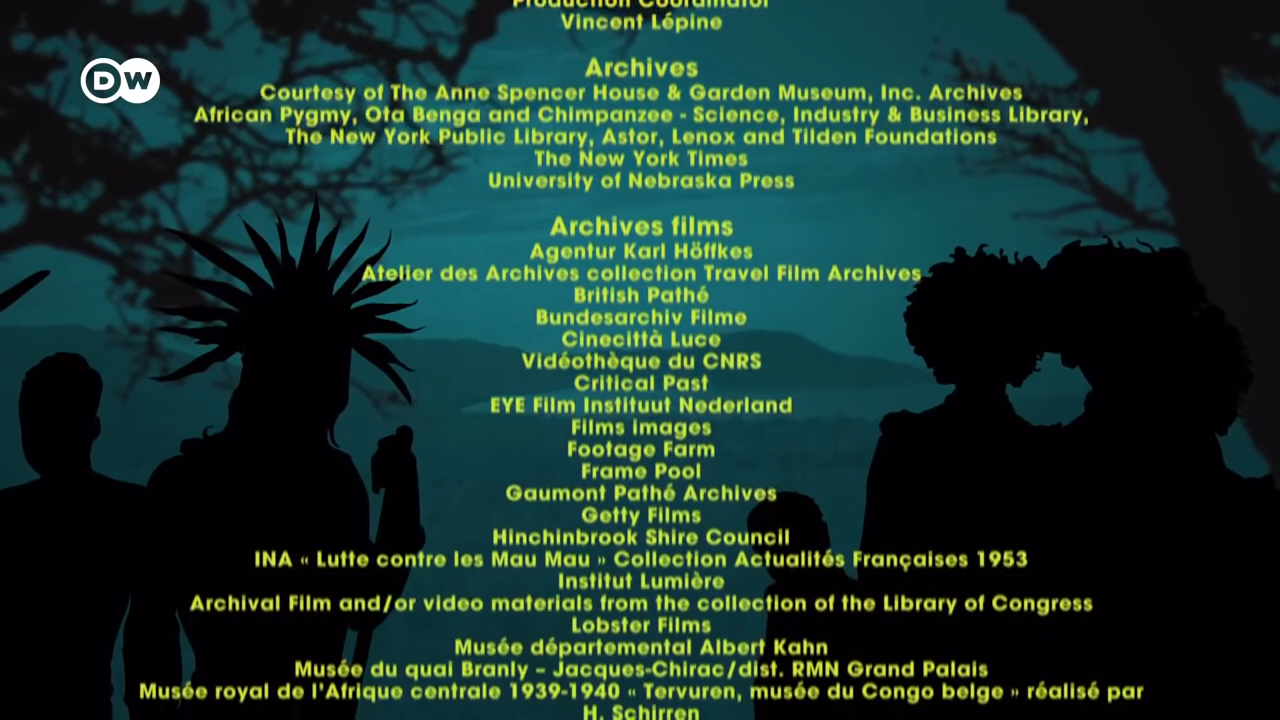 Production Coordinator
Vincent Lépine
DW
Archives
Courtesy of The Anne Spencer House & Garden Museum, Inc. Archives
African Pygmy, Ota Benga and Chimpanzee - Science, Industry & Business Library,
The New York Public Library, Astor, Lenox and Tilden Foundations
The New York Times
University of Nebraska Press
Archives films
Agentur Karl Höffkes
Atelier des Archives collection Travel Film Archives
British Pathé
Bundesarchiv Filme
Cinecittà Luce
Vidéothèque du CNRS
Critical Past
EYE Film Instituut Nederland
Films images
Footage Farm
Frame Pool
Gaumont Pathé Archives
Getty Films
Hinchinbrook Shire Council
INA « Lutte contre les Mau Mau » Collection Actualités Françaises 1953
Institut Lumière
Archival Film and/or video materials from the collection of the Library of Congress
Lobster Films
Musée départemental Albert Kahn
Musée du quai Branly – Jacques-Chirac/dist. RMN Grand Palais
Musée royal de l'Afrique centrale 1939-1940 « Tervuren, musée du Congo belge » réalisé par
H. Schirren